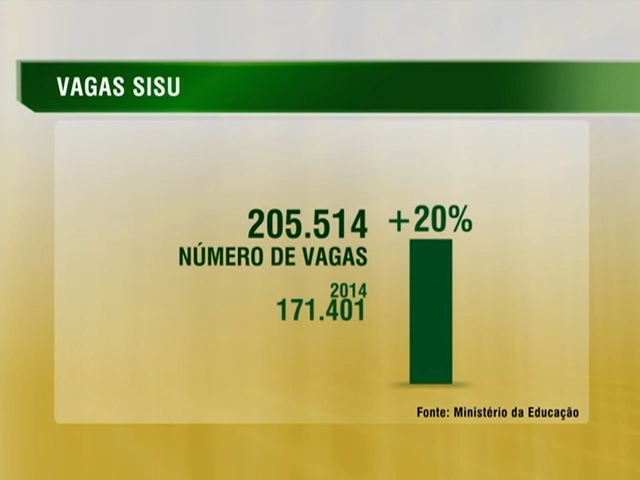 VAGAS SISU
205.514 +20%
NÚMERO DE VAGAS
2014
171.401
Fonte: Ministério da Educação